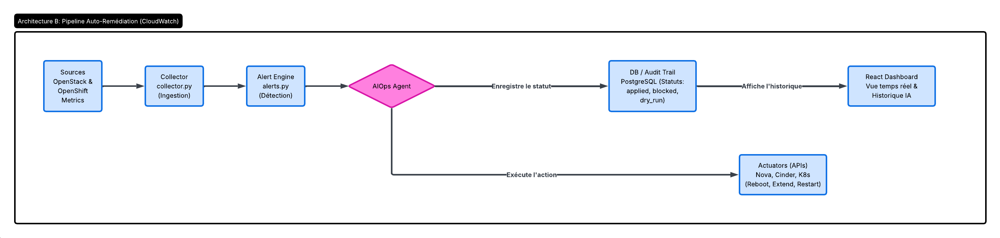 Architecture B: Pipeline Auto-Remédiation (CloudWatch)
Sources
OpenStack &
OpenShift
Metrics
Collector
collector.py
(Ingestion)
Alert Engine
alerts.py
(Détection)
AIOps Agent
Enregistre le statut
DB / Audit Trail
PostgreSQL (Statuts:
applied, blocked,
dry_run)
Affiche l'historique
React Dashboard
Vue temps réel &
Historique IA
Exécute l'action
Actuators (APIs)
Nova, Cinder, K8s
(Reboot, Extend, Restart)